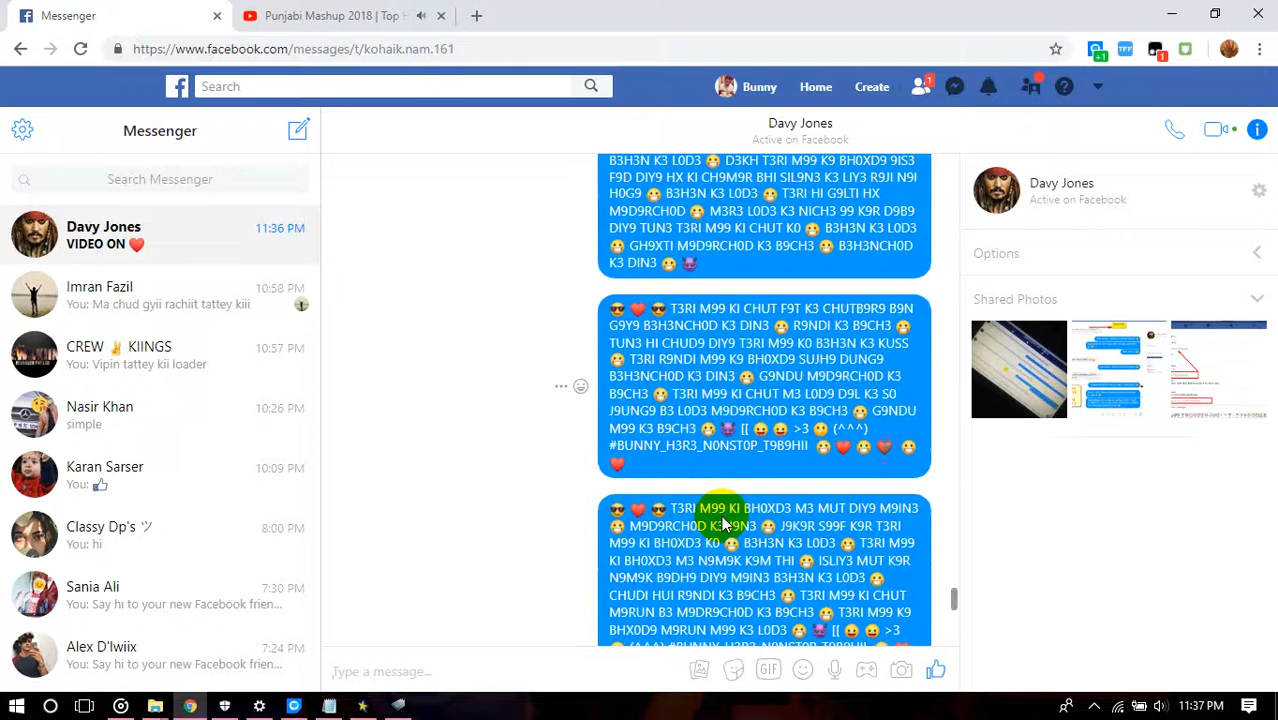 Messenger
Punjabi Mashup 2018 | Top H
https://www.facebook.com/messages/t/kohaik.nam.161
+1
TFF
1
Search
Bunny
Home
Create
1
Messenger
Search Messenger
Davy Jones
11:36 PM
VIDEO ON ❤️
Imran Fazil
10:58 PM
You: Ma chud gyii rachiit tattey kiii
CREW ✌ KIINGS
10:57 PM
You: Vipin tattey kii loader
Nasir Khan
10:26 PM
simple
Karan Sarser
10:09 PM
You: 👍
Classy Dp's ツ
8:00 PM
You: hi
Sania Ali
7:30 PM
You: Say hi to your new Facebook frien...
Alex D'lwiix
7:24 PM
You: Say hi to your new Facebook frien...
Davy Jones
Active on Facebook
B3H3N K3 L0D3 😬 D3KH T3RI M99 K9 BH0XD9 9IS3
F9D DIY9 HX KI CH9M9R BHI SIL9N3 K3 LIY3 R9JI N9I
H0G9 😬 B3H3N K3 L0D3 😬 T3RI HI G9LTI HX
M9D9RCH0D 😬 M3R3 L0D3 K3 NICH3 99 K9R D9B9
DIY9 TUN3 T3RI M99 KI CHUT K0 😬 B3H3N K3 L0D3
😬 GH9XTI M9D9RCH0D K3 B9CH3 😬 B3H3NCH0D
K3 DIN3 😬 😈
😎 ❤️ 😎 T3RI M99 KI CHUT F9T K3 CHUTB9R9 B9N
G9Y9 B3H3NCH0D K3 DIN3 😬 R9NDI K3 B9CH3 😬
TUN3 HI CHUD9 DIY9 T3RI M99 K0 B3H3N K3 KUSS
😬 T3RI R9NDI M99 K9 BH0XD9 SUJH9 DUNG9
B3H3NCH0D K3 DIN3 😬 G9NDU M9D9RCH0D K3
B9CH3 😬 T3RI M99 KI CHUT M3 L0D9 D9L K3 S0
J9UNG9 B3 L0D3 M9D9RCH0D K3 B9CH3 😬 G9NDU
M99 K3 B9CH3 😬 😈 [[ 😝 😝 >3 😶 (^^^)
#BUNNY_H3R3_N0NST0P_T9B9HII 😬 ❤️ 😬 ❤️ 😬
❤️
😎 ❤️ 😎 T3RI M99 KI BH0XD3 M3 MUT DIY9 M9IN3
😬 M9D9RCH0D K3 😬 J9K9R S99F K9R T3RI
M99 KI BH0XD3 K0 😬 B3H3N K3 L0D3 😬 T3RI M99
KI BH0XD3 M3 N9M9K K9M THI 😬 ISLIY3 MUT K9R
N9M9K B9DH9 DIY9 M9IN3 B3H3N K3 L0D3 😬
CHUDI HUI R9NDI K3 B9CH3 😬 T3RI M99 KI CHUT
M9RUN B3 M9DR9CH0D K3 B9CH3 😬 T3RI M99 K9
BHX0D9 M9RUN M99 K3 L0D3 😬 😈 [[ 😝 😝 >3
Type a message...
GIF
Davy Jones
Active on Facebook
Options
Shared Photos
11:37 PM